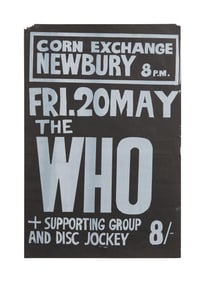 CORN EXCHANGE
NEWBURY 8 P.M.
FRI. 20 MAY
THE
WHO
+ SUPPORTING GROUP
AND DISC JOCKEY 8/-